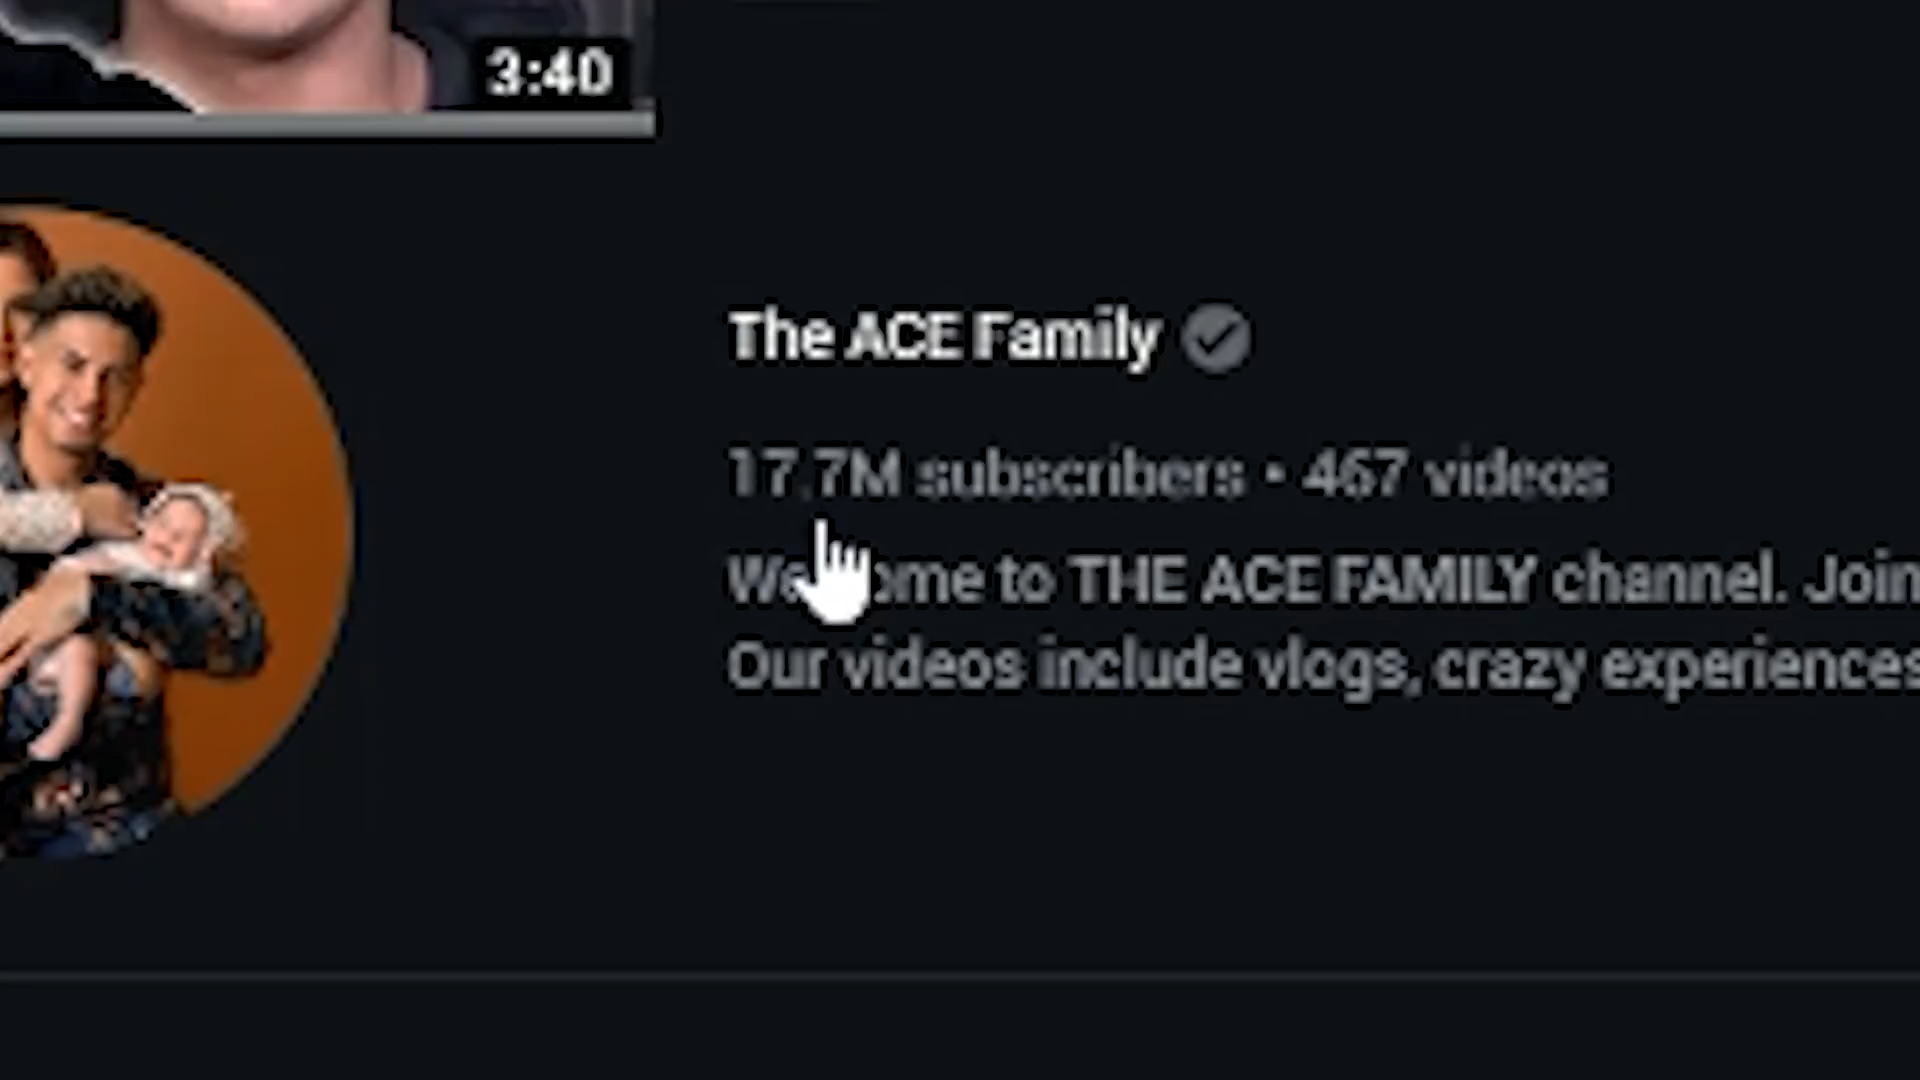 3:40
The ACE Family
17.7M subscribers • 467 videos
to THE ACE FAMILY channel. Join
Our videos include vlogs, crazy experiences